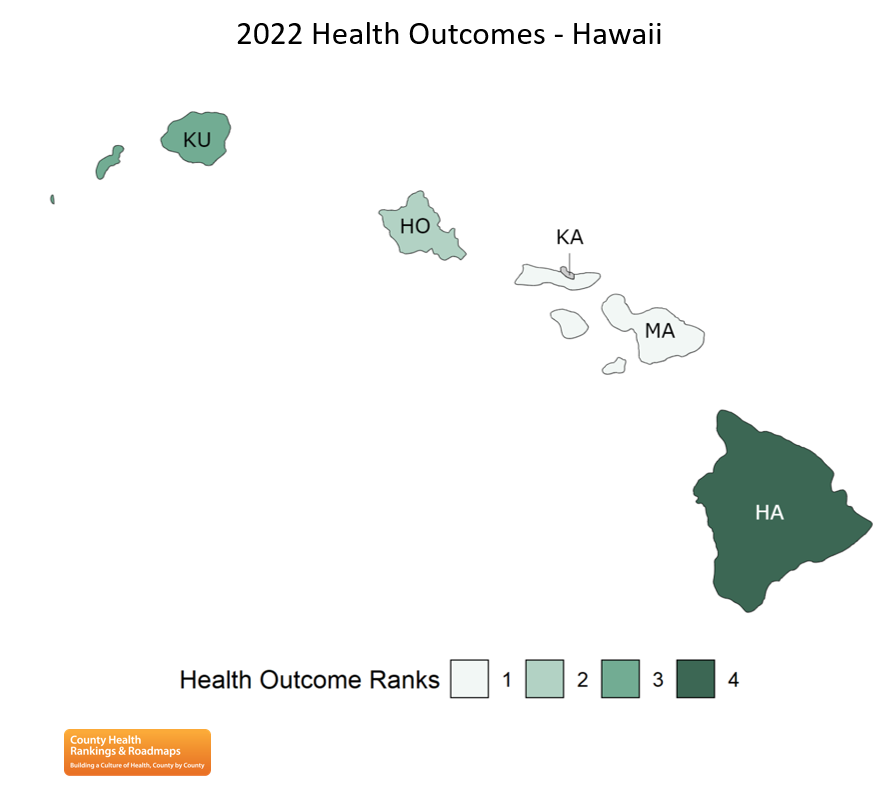 2022 Health Outcomes - Hawaii
KU
HO
KA
MA
HA
Health Outcome Ranks 1 2 3 4
County Health
Rankings & Roadmaps
Building a Culture of Health, County by County